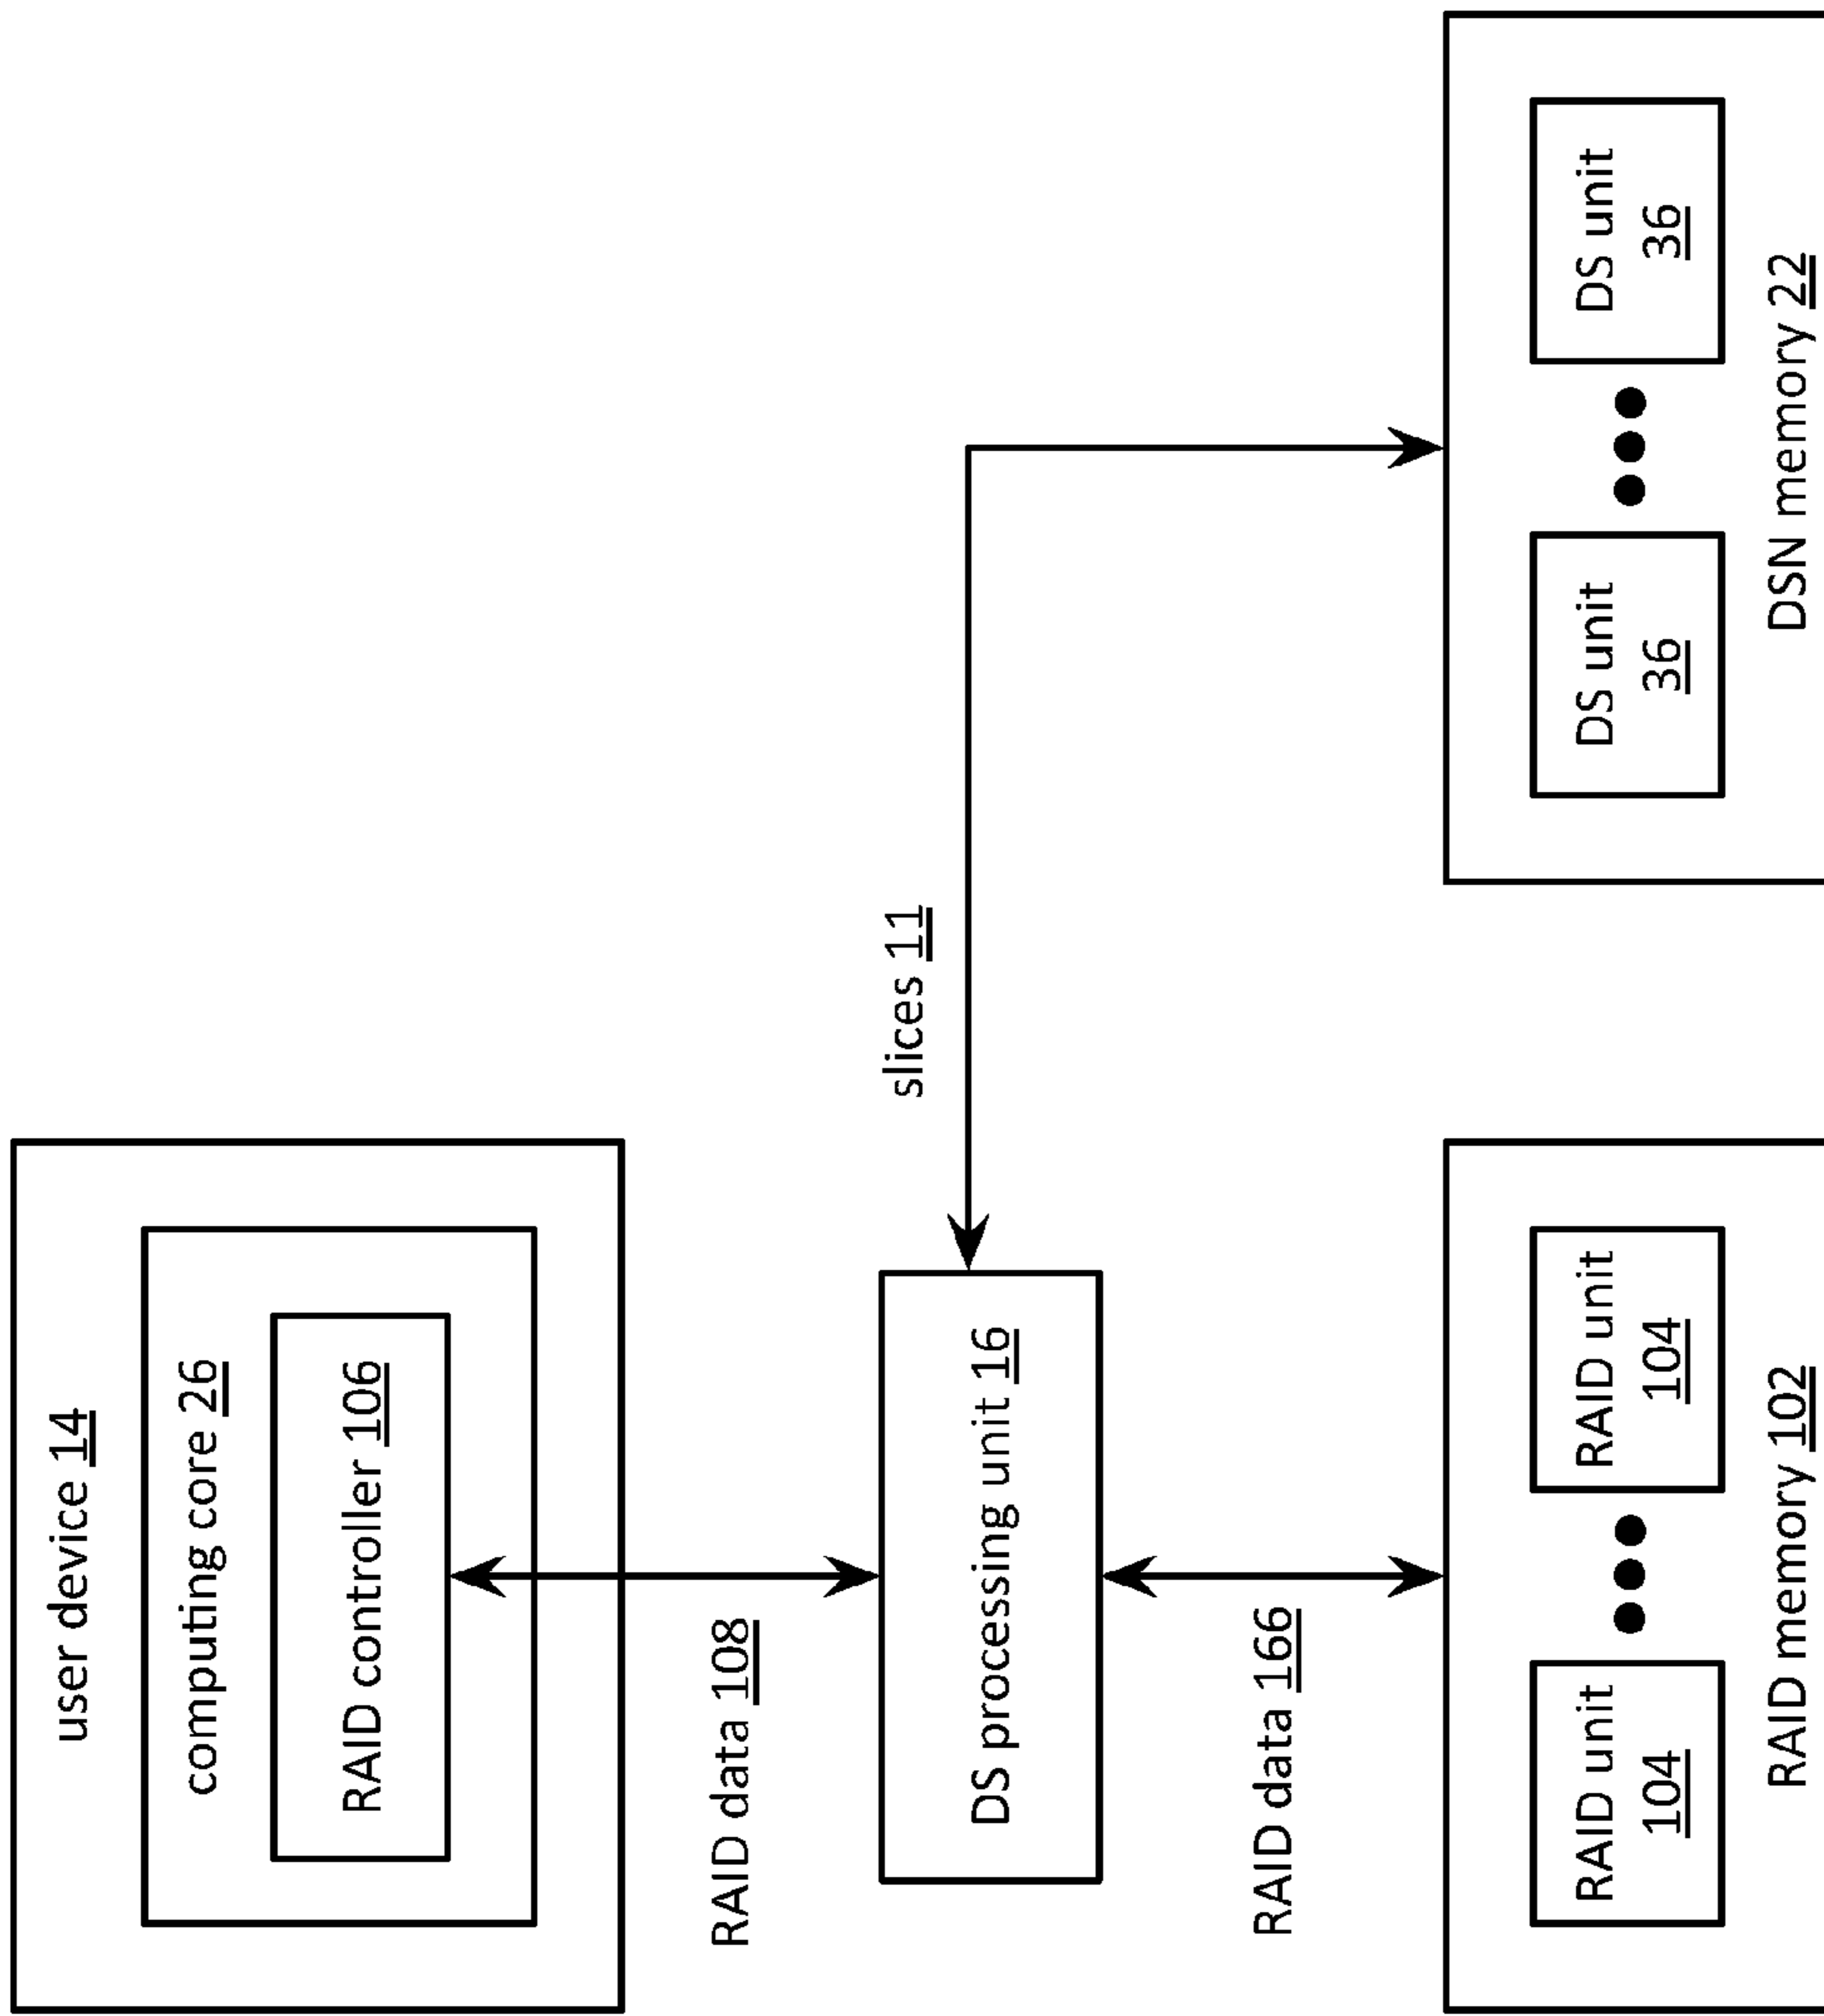 user device 14
computing core 26
RAID controller 106
RAID data 108
slices 11
DS processing unit 16
RAID data 166
RAID unit
104
RAID unit
104
RAID memory 102
DS unit
36
DS unit
36
DSN memory 22